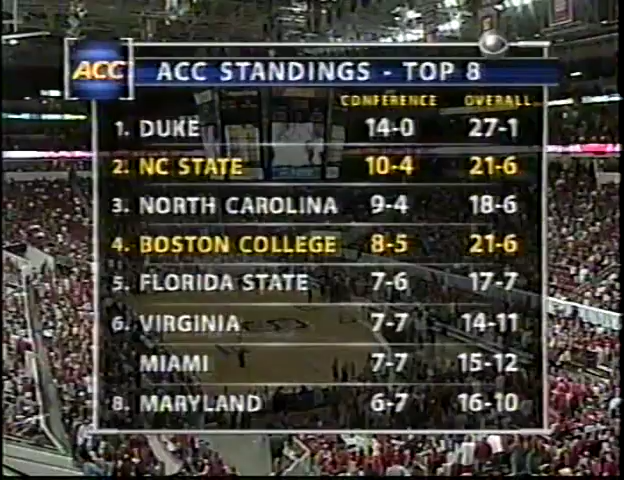 ACC
ACC STANDINGS - TOP 8
CONFERENCE OVERALL
1. DUKE 14-0 27-1
2. NC STATE 10-4 21-6
3. NORTH CAROLINA 9-4 18-6
4. BOSTON COLLEGE 8-5 21-6
5. FLORIDA STATE 7-6 17-7
6. VIRGINIA 7-7 14-11
MIAMI 7-7 15-12
8. MARYLAND 6-7 16-10